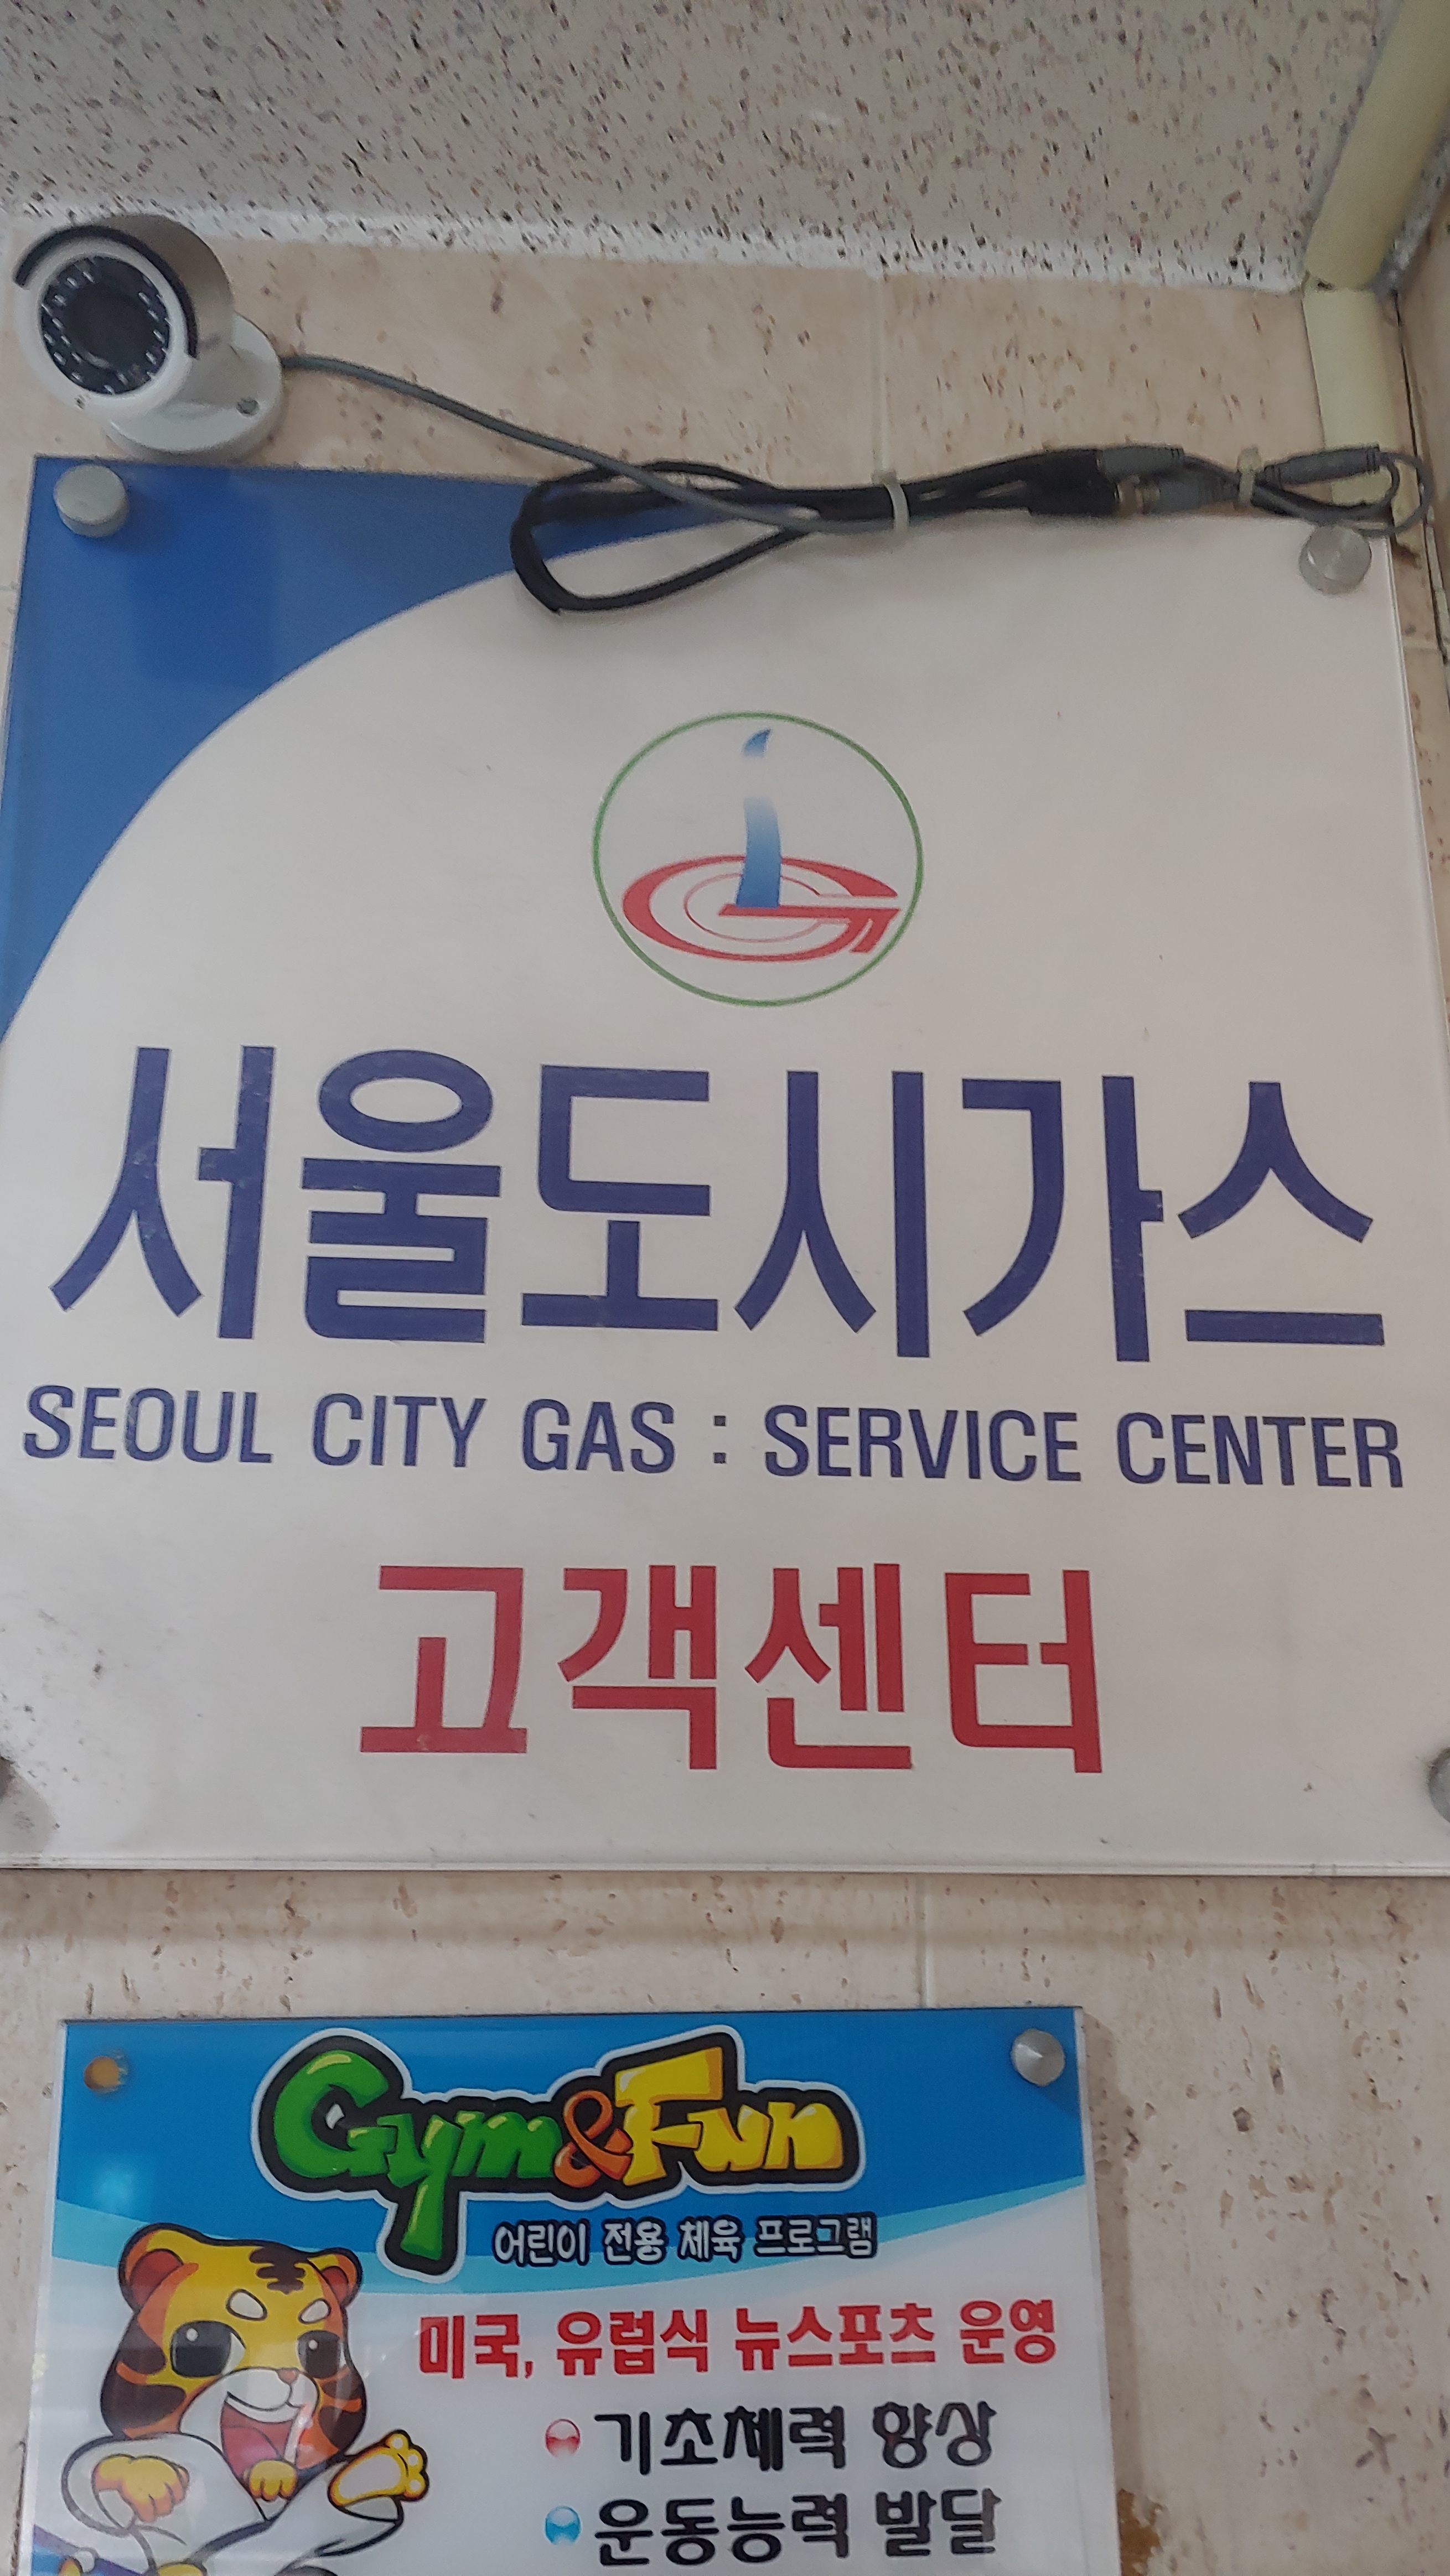 서울도시가스
SEOUL CITY GAS : SERVICE CENTER
고객센터
Gym&Fun
어린이 전용 체육 프로그램
미국, 유럽식 뉴스포츠 운영
기초체력 향상
운동능력 발달